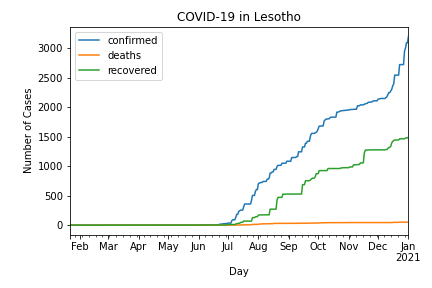 COVID-19 in Lesotho
confirmed
deaths
recovered
Number of Cases
3000
2500
2000
1500
1000
500
0
Feb Mar Apr May Jun Jul Aug Sep Oct Nov Dec Jan
2021
Day